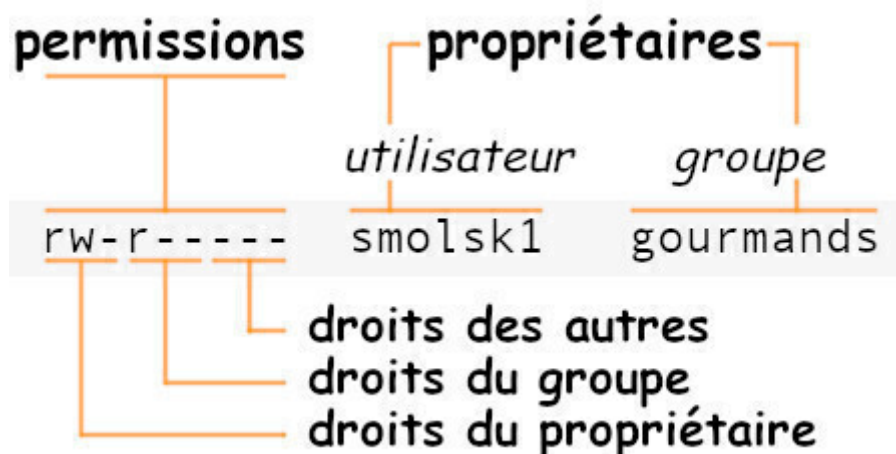 permissions propriétaires
utilisateur groupe
rw-r----- smolsk1 gourmands
droits des autres
droits du groupe
droits du propriétaire